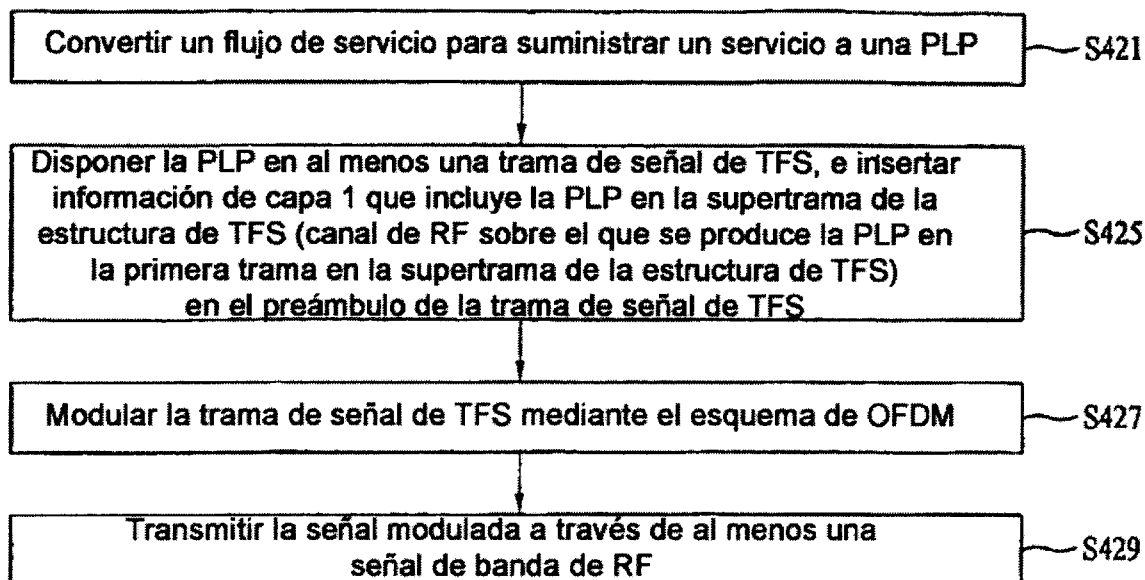 Convertir un flujo de servicio para suministrar un servicio a una PLP
S421
Disponer la PLP en al menos una trama de señal de TFS, e insertar
información de capa 1 que incluye la PLP en la supertrama de la
estructura de TFS (canal de RF sobre el que se produce la PLP en
S425
la primera trama en la supertrama de la estructura de TFS)
en el preámbulo de la trama de señal de TFS
Modular la trama de señal de TFS mediante el esquema de OFDM
S427
Transmitir la señal modulada a través de al menos una
señal de banda de RF
S429